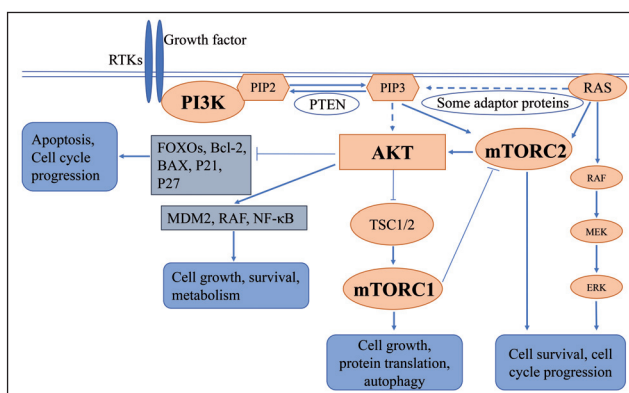 Growth factor
RTKs
PI3K
PIP2
PTEN
PIP3
Some adaptor proteins
RAS
Apoptosis,
Cell cycle
progression
FOXOs, Bcl-2,
BAX, P21,
P27
AKT
mTORC2
RAF
MDM2, RAF, NF-κB
TSC1/2
MEK
Cell growth, survival,
metabolism
mTORC1
ERK
Cell growth,
protein translation,
autophagy
Cell survival, cell
cycle progression